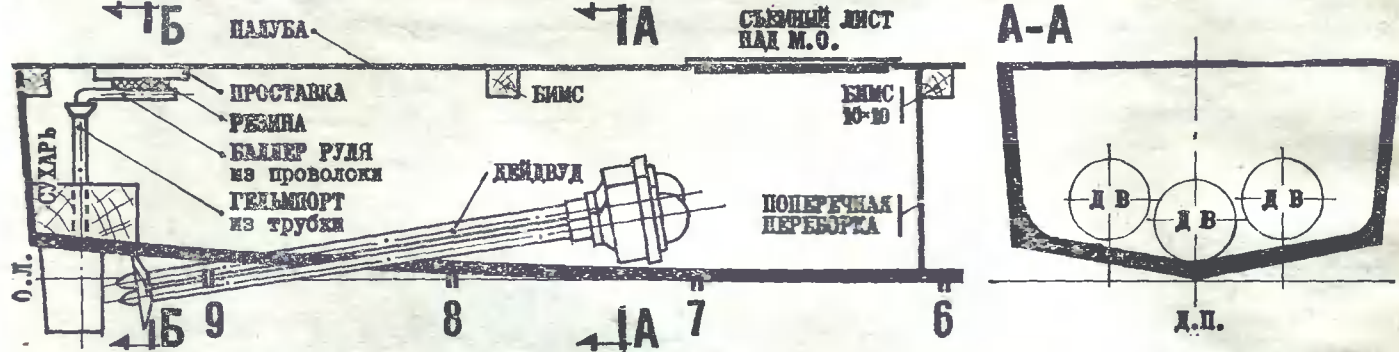 Б
ПАЛУБА
А
СЪЕМНЫЙ ЛИСТ
НАД М.О.
А-А
ПРОСТАВКА
РЕЗИНА
БАЛЛЕР РУЛЯ
из проволоки
ГЕЛЬМПОРТ
из трубки
СУХАРЬ
БИМС
ДЕЙДВУД
БИМС
10×10
ПОПЕРЕЧНАЯ
ПЕРЕБОРКА
Д В
Д В
Д В
О.Л.
Б
9
8
А
7
6
Д.П.